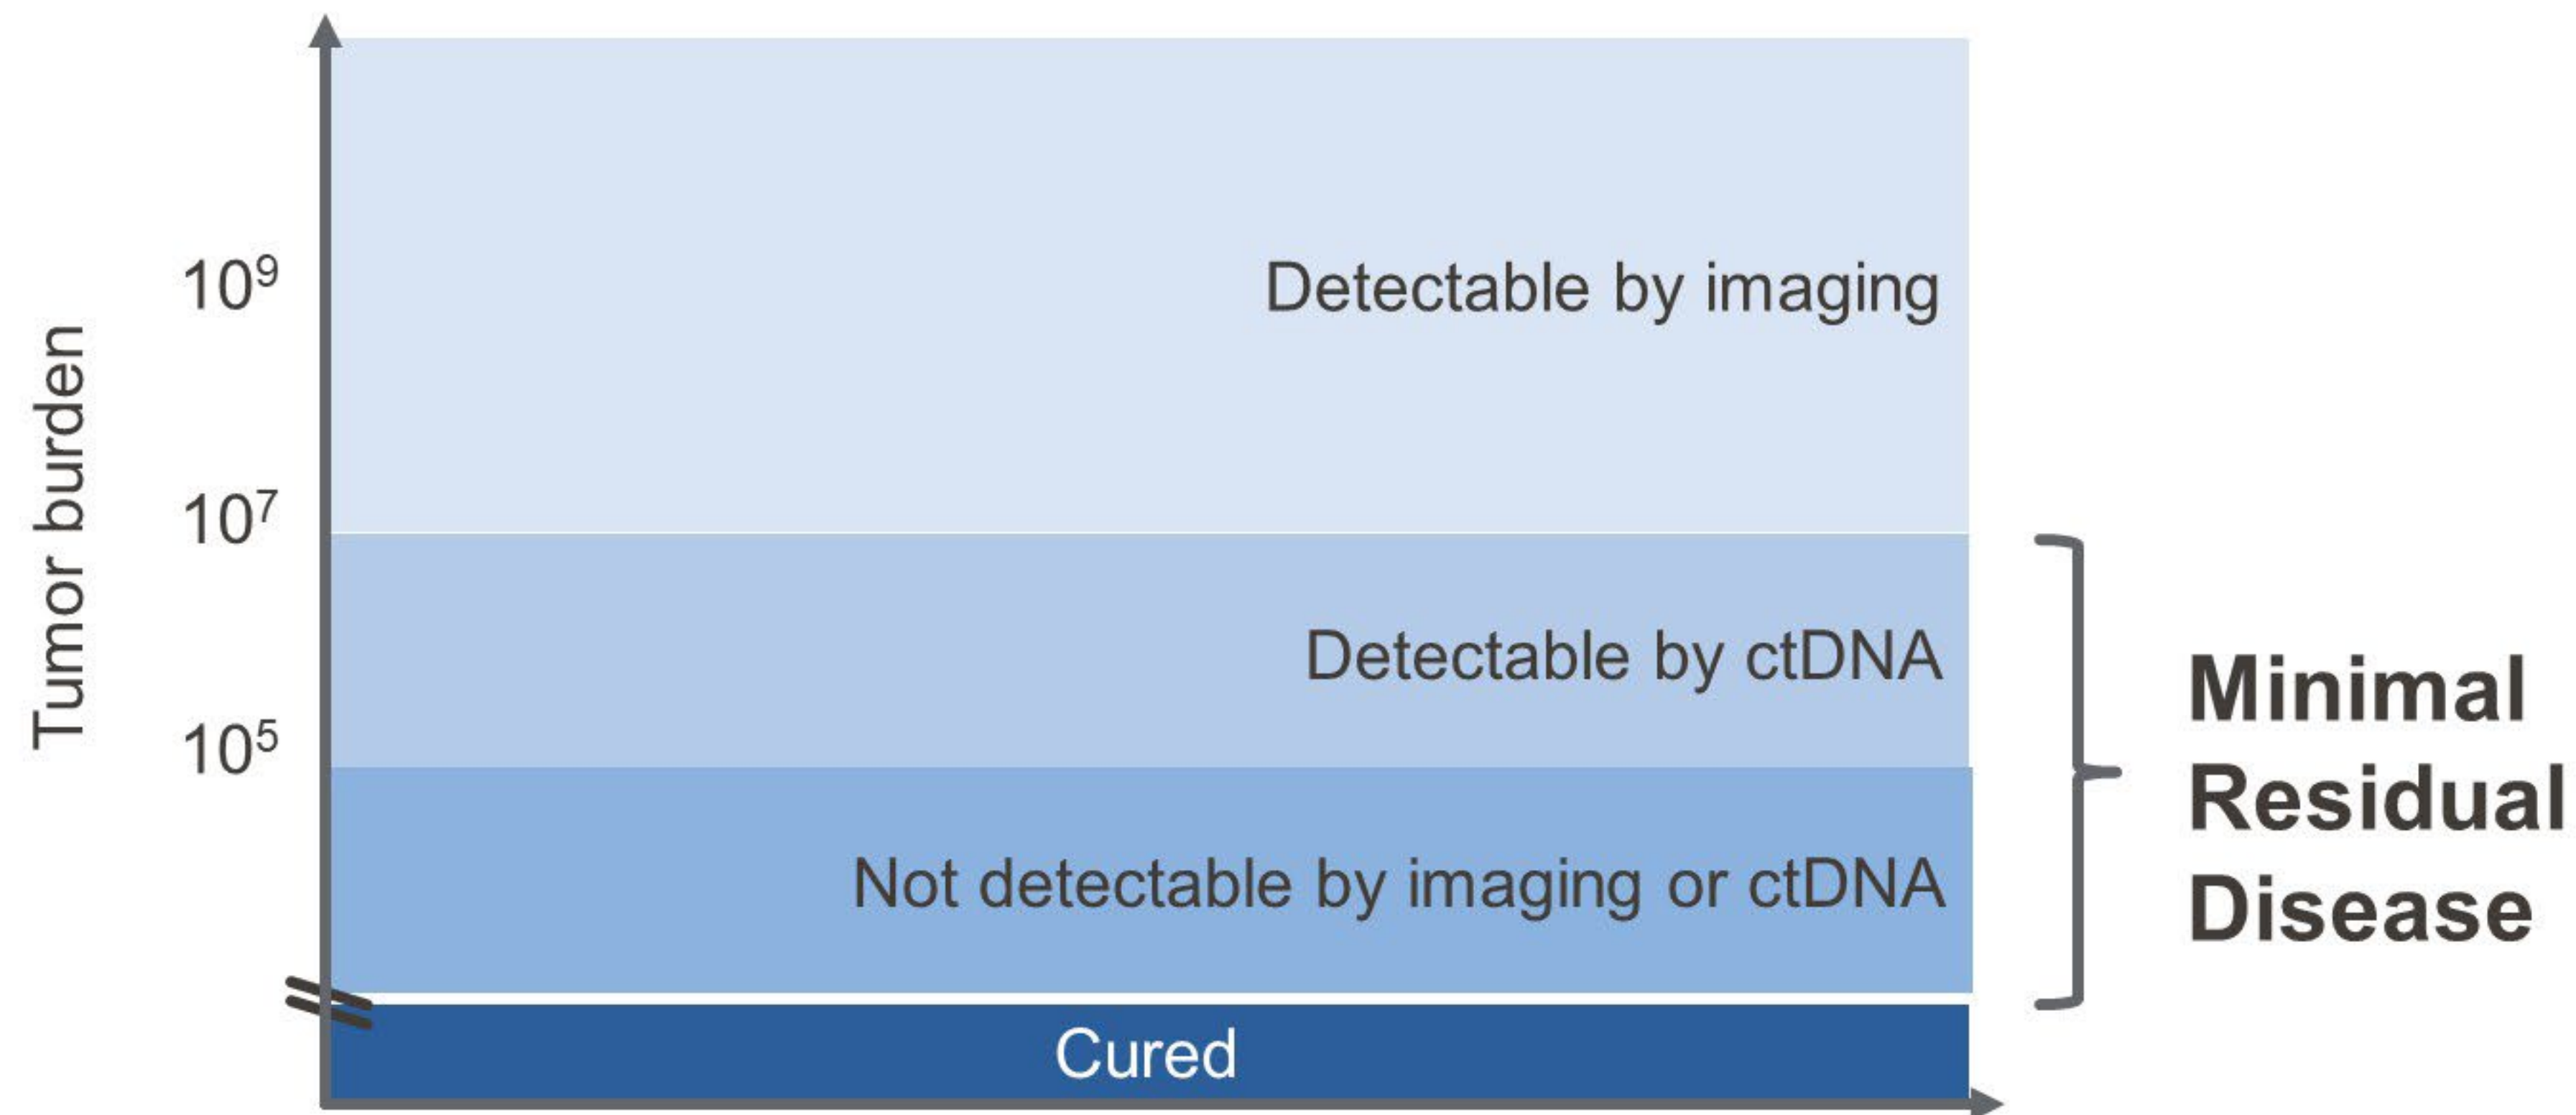 Tumor burden
10⁹
Detectable by imaging
10⁷
Detectable by ctDNA
10⁵
Not detectable by imaging or ctDNA
Cured
Minimal
Residual
Disease